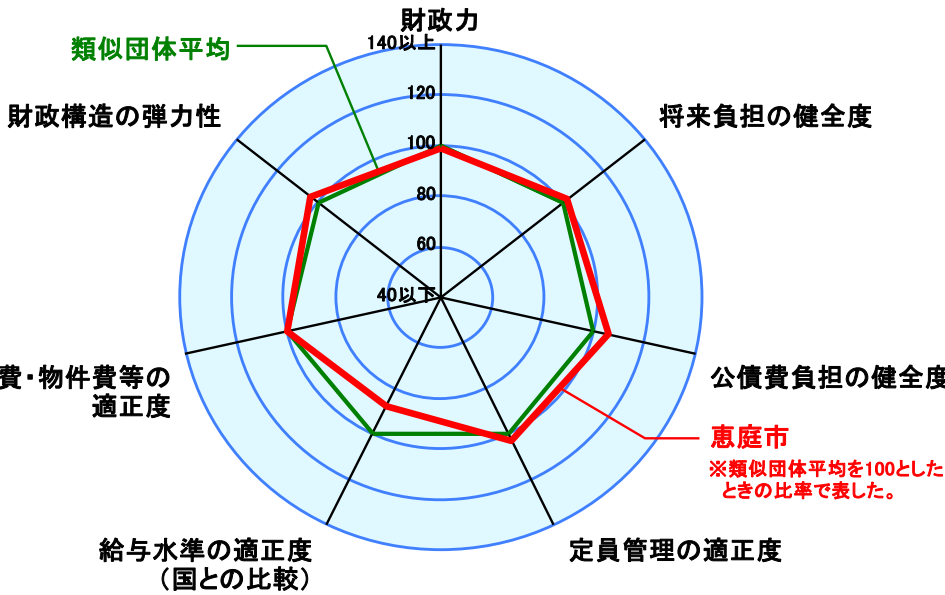 財政力
140以上
類似団体平均
120
財政構造の弾力性
将来負担の健全度
100
80
60
40以下
費・物件費等の
適正度
公債費負担の健全度
恵庭市
※類似団体平均を100とした
ときの比率で表した。
給与水準の適正度
（国との比較）
定員管理の適正度